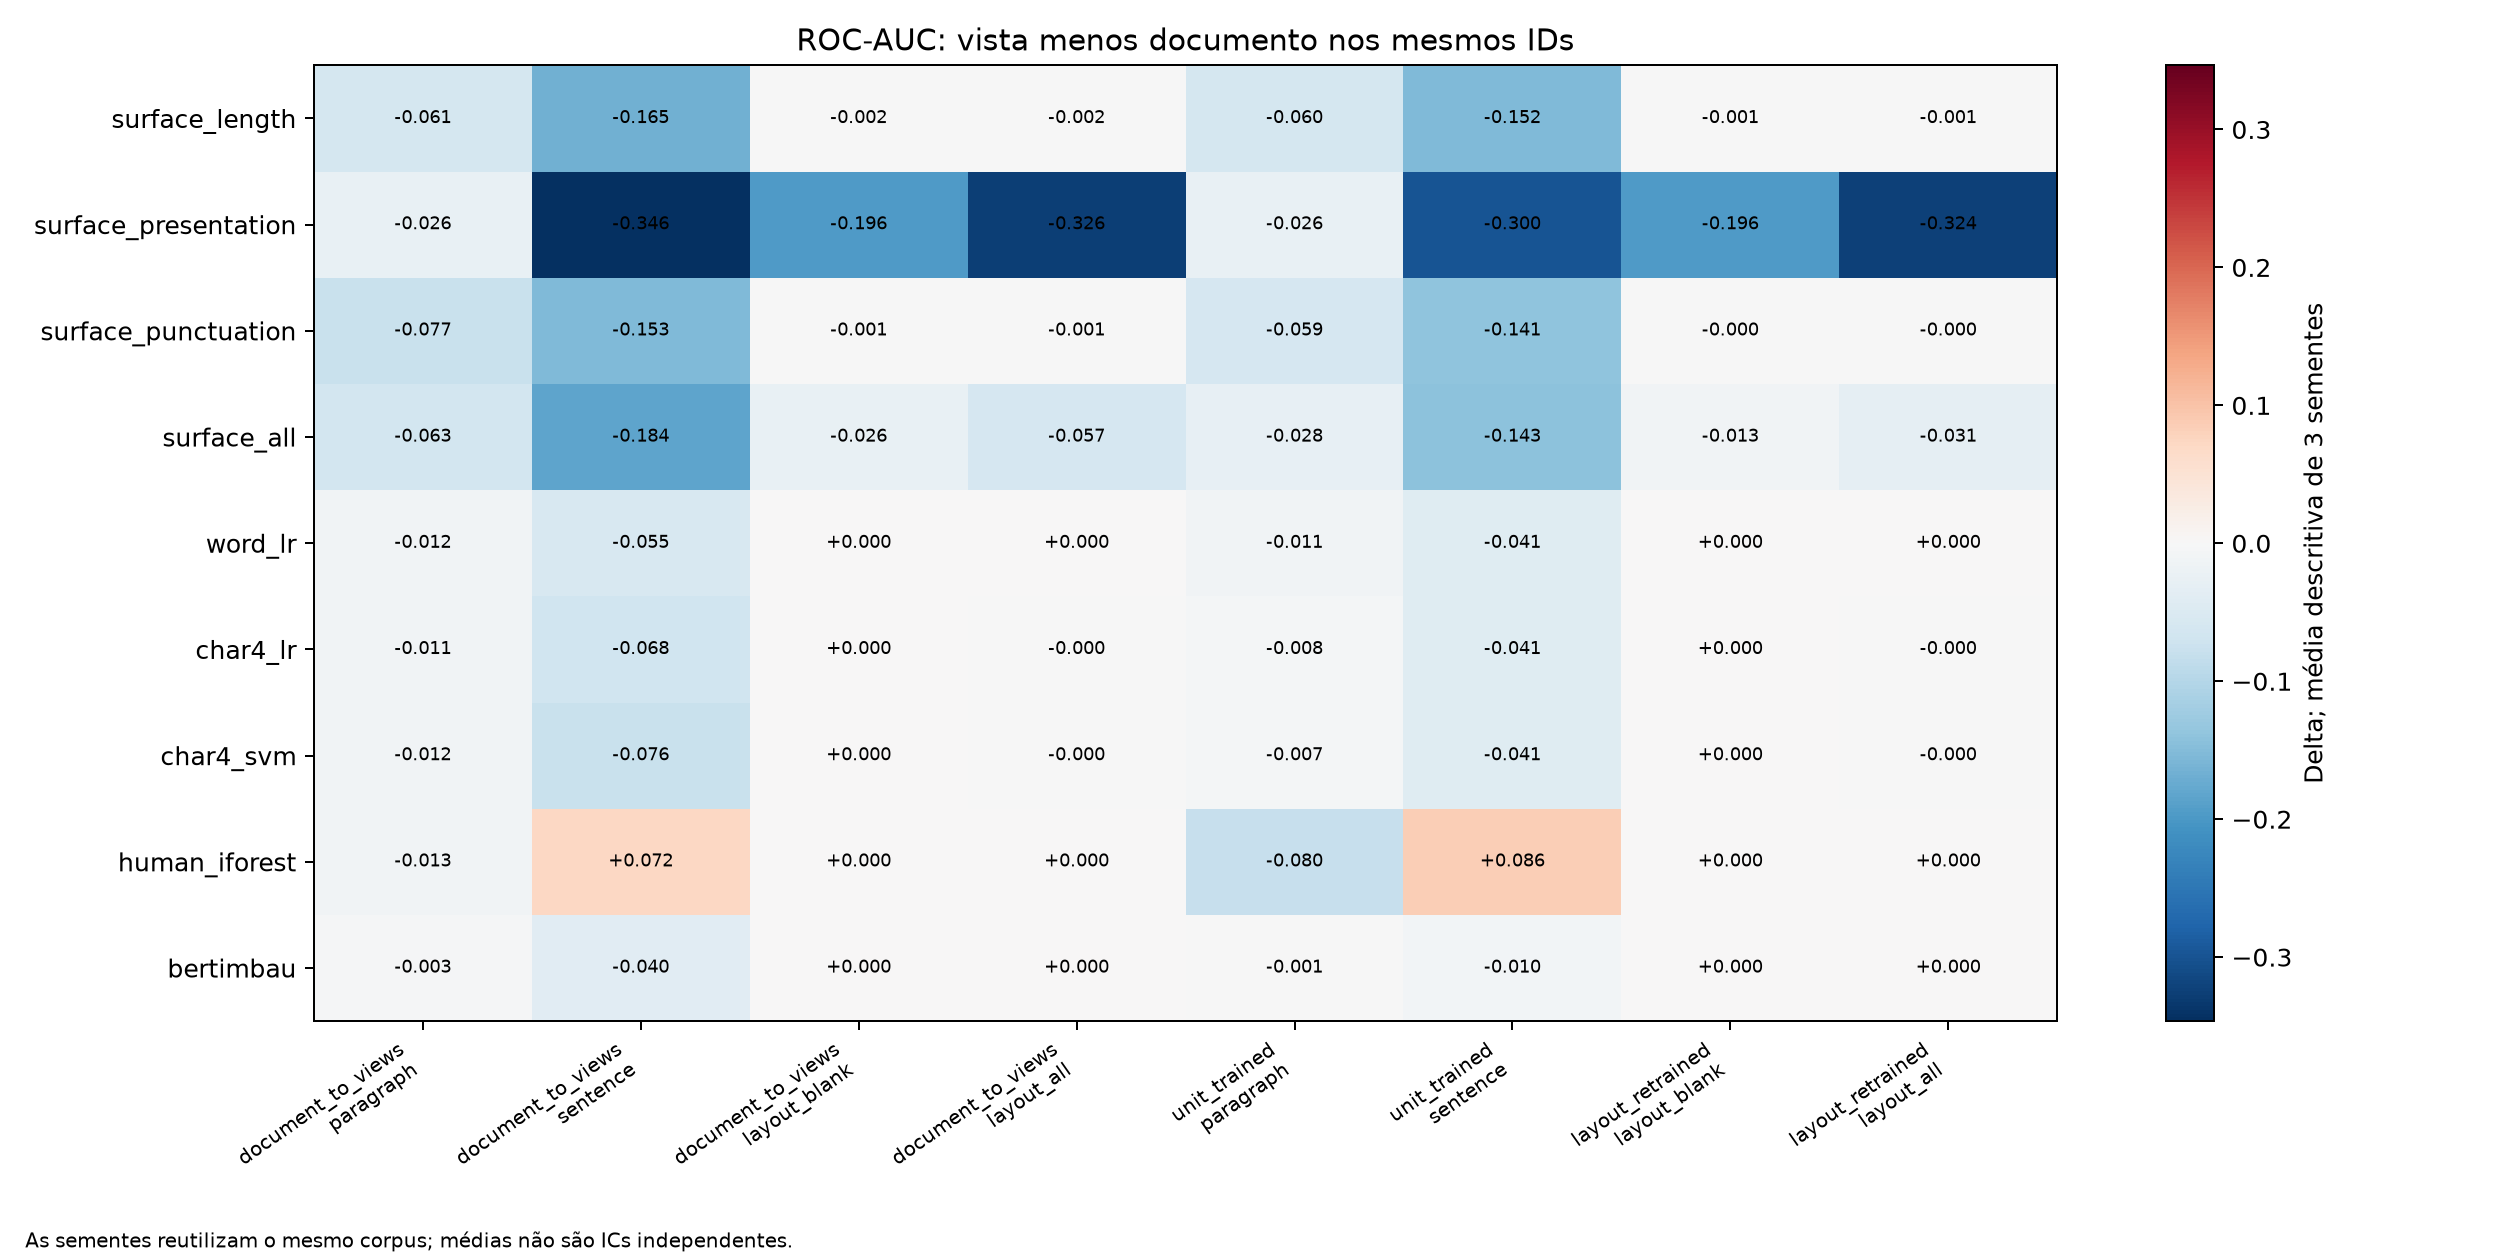 ROC-AUC: vista menos documento nos mesmos IDs
surface_length -0.061 -0.165 -0.002 -0.002 -0.060 -0.152 -0.001 -0.001
surface_presentation -0.026 -0.346 -0.196 -0.326 -0.026 -0.300 -0.196 -0.324
surface_punctuation -0.077 -0.153 -0.001 -0.001 -0.059 -0.141 -0.000 -0.000
surface_all -0.063 -0.184 -0.026 -0.057 -0.028 -0.143 -0.013 -0.031
word_lr -0.012 -0.055 +0.000 +0.000 -0.011 -0.041 +0.000 +0.000
char4_lr -0.011 -0.068 +0.000 -0.000 -0.008 -0.041 +0.000 -0.000
char4_svm -0.012 -0.076 +0.000 -0.000 -0.007 -0.041 +0.000 -0.000
human_iforest -0.013 +0.072 +0.000 +0.000 -0.080 +0.086 +0.000 +0.000
bertimbau -0.003 -0.040 +0.000 +0.000 -0.001 -0.010 +0.000 +0.000
document_to_views
paragraph
document_to_views
sentence
document_to_views
layout_blank
document_to_views
layout_all
unit_trained
paragraph
unit_trained
sentence
layout_retrained
layout_blank
layout_retrained
layout_all
0.3
0.2
0.1
0.0
−0.1
−0.2
−0.3
Delta; média descritiva de 3 sementes
As sementes reutilizam o mesmo corpus; médias não são ICs independentes.